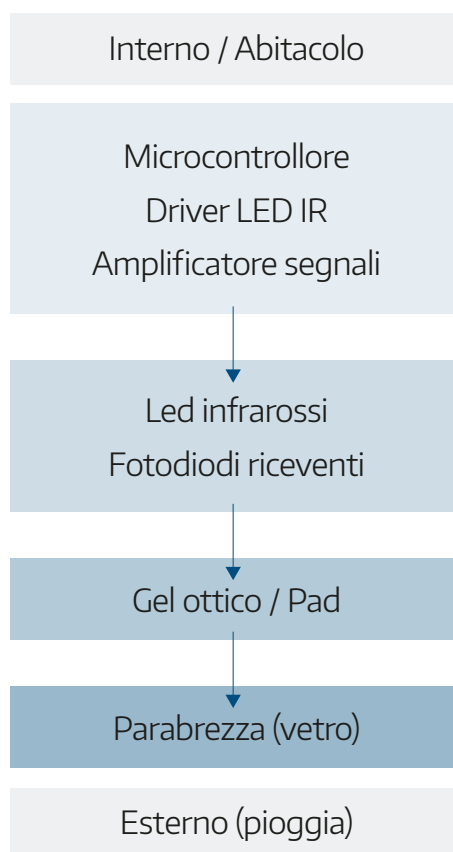 Interno / Abitacolo
Microcontrollore
Driver LED IR
Amplificatore segnali
Led infrarossi
Fotodiodi riceventi
Gel ottico / Pad
Parabrezza (vetro)
Esterno (pioggia)